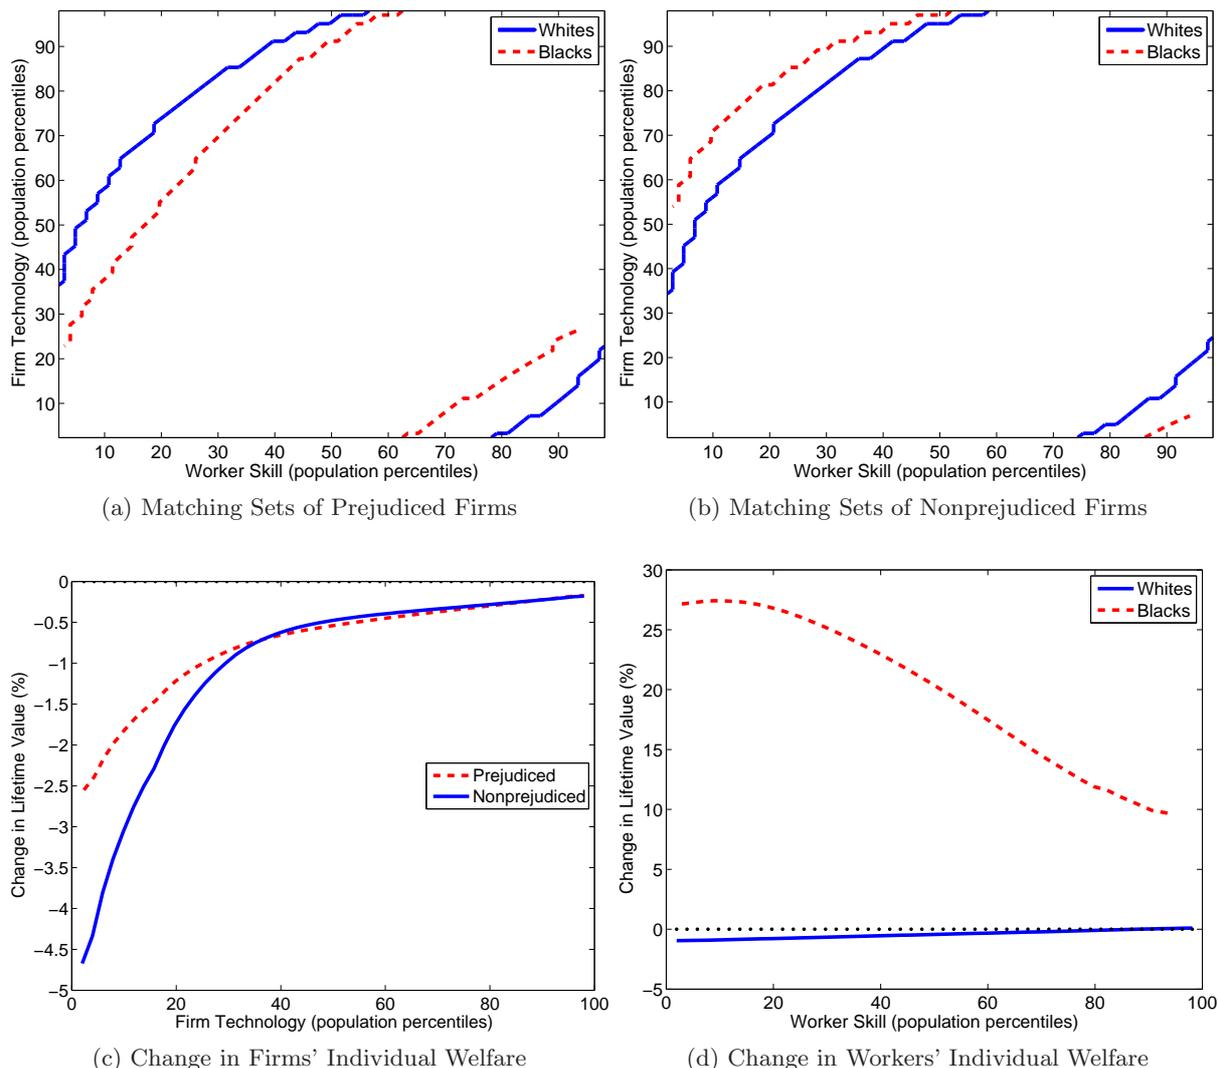 Firm Technology (population percentiles)
90
80
70
60
50
40
30
20
10
Whites
Blacks
10 20 30 40 50 60 70 80 90
Worker Skill (population percentiles)
(a) Matching Sets of Prejudiced Firms
Firm Technology (population percentiles)
90
80
70
60
50
40
30
20
10
Whites
Blacks
10 20 30 40 50 60 70 80 90
Worker Skill (population percentiles)
(b) Matching Sets of Nonprejudiced Firms
Change in Lifetime Value (%)
0
−0.5
−1
−1.5
−2
−2.5
−3
−3.5
−4
−4.5
−5
Prejudiced
Nonprejudiced
0 20 40 60 80 100
Firm Technology (population percentiles)
(c) Change in Firms' Individual Welfare
Change in Lifetime Value (%)
30
25
20
15
10
5
0
−5
Whites
Blacks
0 20 40 60 80 100
Worker Skill (population percentiles)
(d) Change in Workers' Individual Welfare